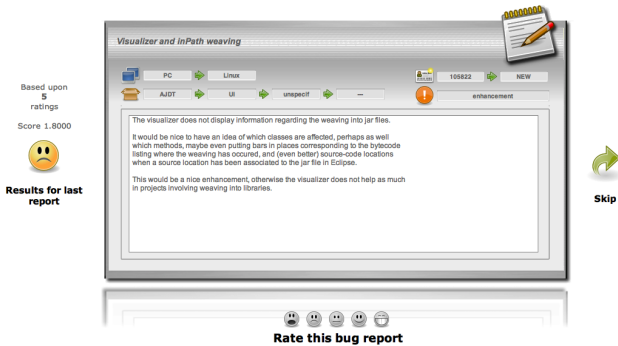 Visualizer and inPath weaving
PC Linux 105822 NEW
AJDT UI unspecif — enhancement
Based upon
5
ratings
Score 1.8000
Results for last
report
The visualizer does not display information regarding the weaving into jar files.
It would be nice to have an idea of which classes are affected, perhaps as well
which methods, maybe even putting bars in places corresponding to the bytecode
listing where the weaving has occured, and (even better) source-code locations
when a source location has been associated to the jar file in Eclipse.
This would be a nice enhancement, otherwise the visualizer does not help as much
in projects involving weaving into libraries.
Skip
Rate this bug report